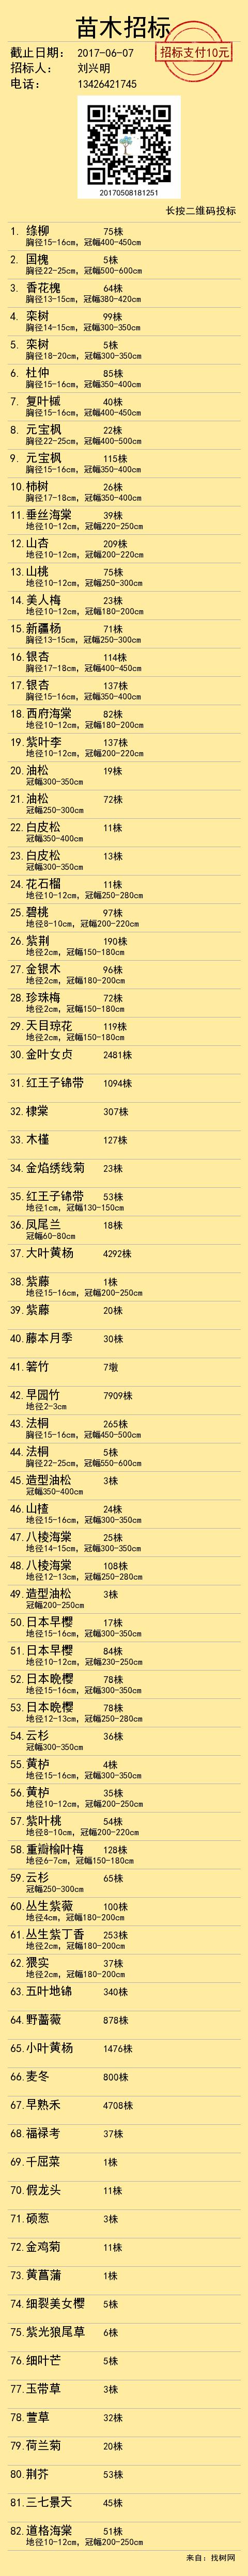 苗木招标
截止日期: 2017-06-07
招标支付10元
招标人: 刘兴明
电话: 13426421745
20170508181251
长按二维码投标
1. 绦柳 75株
胸径15-16cm, 冠幅400-450cm
2. 国槐 5株
胸径22-25cm, 冠幅500-600cm
3. 香花槐 64株
胸径13-15cm, 冠幅380-420cm
4. 栾树 99株
胸径14-15cm, 冠幅300-350cm
5. 栾树 5株
胸径18-20cm, 冠幅300-350cm
6. 杜仲 85株
胸径15-16cm, 冠幅350-400cm
7. 复叶槭 40株
胸径15-16cm, 冠幅400-450cm
8. 元宝枫 22株
胸径22-25cm, 冠幅400-500cm
9. 元宝枫 115株
胸径15-16cm, 冠幅350-400cm
10. 柿树 26株
胸径17-18cm, 冠幅350-400cm
11. 垂丝海棠 39株
地径10-12cm, 冠幅220-250cm
12. 山杏 209株
地径10-12cm, 冠幅200-220cm
13. 山桃 75株
地径10-12cm, 冠幅250-300cm
14. 美人梅 23株
地径10-12cm, 冠幅180-200cm
15. 新疆杨 71株
胸径13-15cm, 冠幅250-300cm
16. 银杏 114株
胸径17-18cm, 冠幅400-450cm
17. 银杏 137株
胸径15-16cm, 冠幅350-400cm
18. 西府海棠 82株
地径10-12cm, 冠幅180-200cm
19. 紫叶李 137株
地径10-12cm, 冠幅200-220cm
20. 油松 19株
冠幅300-350cm
21. 油松 72株
冠幅250-300cm
22. 白皮松 11株
冠幅350-400cm
23. 白皮松 13株
冠幅300-350cm
24. 花石榴 11株
地径10-12cm, 冠幅250-280cm
25. 碧桃 97株
地径8-10cm, 冠幅200-220cm
26. 紫荆 190株
地径2cm, 冠幅150-180cm
27. 金银木 96株
地径2cm, 冠幅180-200cm
28. 珍珠梅 72株
地径2cm, 冠幅150-180cm
29. 天目琼花 119株
地径2cm, 冠幅150-180cm
30. 金叶女贞 2481株
31. 红王子锦带 1094株
32. 棣棠 307株
33. 木槿 127株
34. 金焰绣线菊 23株
35. 红王子锦带 53株
地径1cm, 冠幅130-150cm
36. 凤尾兰 18株
冠幅60-80cm
37. 大叶黄杨 4292株
38. 紫藤 1株
地径15-16cm, 冠幅200-250cm
39. 紫藤 20株
40. 藤本月季 30株
41. 箬竹 7墩
42. 早园竹 7909株
地径2-3cm
43. 法桐 265株
胸径15-16cm, 冠幅450-500cm
44. 法桐 5株
胸径22-25cm, 冠幅550-600cm
45. 造型油松 3株
冠幅350-400cm
46. 山楂 24株
地径15-16cm, 冠幅300-350cm
47. 八棱海棠 25株
地径14-15cm, 冠幅300-350cm
48. 八棱海棠 108株
地径12-13cm, 冠幅250-280cm
49. 造型油松 3株
冠幅200-250cm
50. 日本早樱 17株
地径15-16cm, 冠幅300-350cm
51. 日本早樱 84株
地径10-12cm, 冠幅230-250cm
52. 日本晚樱 78株
地径15-16cm, 冠幅300-350cm
53. 日本晚樱 78株
地径12-13cm, 冠幅250-280cm
54. 云杉 36株
冠幅300-350cm
55. 黄栌 4株
地径15-16cm, 冠幅300-350cm
56. 黄栌 35株
地径10-12cm, 冠幅200-250cm
57. 紫叶桃 54株
地径8-10cm, 冠幅200-220cm
58. 重瓣榆叶梅 128株
地径6-7cm, 冠幅150-180cm
59. 云杉 65株
冠幅250-300cm
60. 丛生紫薇 100株
地径4cm, 冠幅180-200cm
61. 丛生紫丁香 253株
地径2cm, 冠幅180-200cm
62. 猥实 37株
地径2cm, 冠幅180-200cm
63. 五叶地锦 340株
64. 野蔷薇 878株
65. 小叶黄杨 1476株
66. 麦冬 800株
67. 早熟禾 4708株
68. 福禄考 37株
69. 千屈菜 1株
70. 假龙头 11株
71. 硕葱 3株
72. 金鸡菊 11株
73. 黄菖蒲 1株
74. 细裂美女樱 5株
75. 紫光狼尾草 6株
76. 细叶芒 5株
77. 玉带草 3株
78. 萱草 32株
79. 荷兰菊 20株
80. 荆芥 53株
81. 三七景天 45株
82. 道格海棠 51株
地径10-12cm, 冠幅200-250cm
来自: 找树网